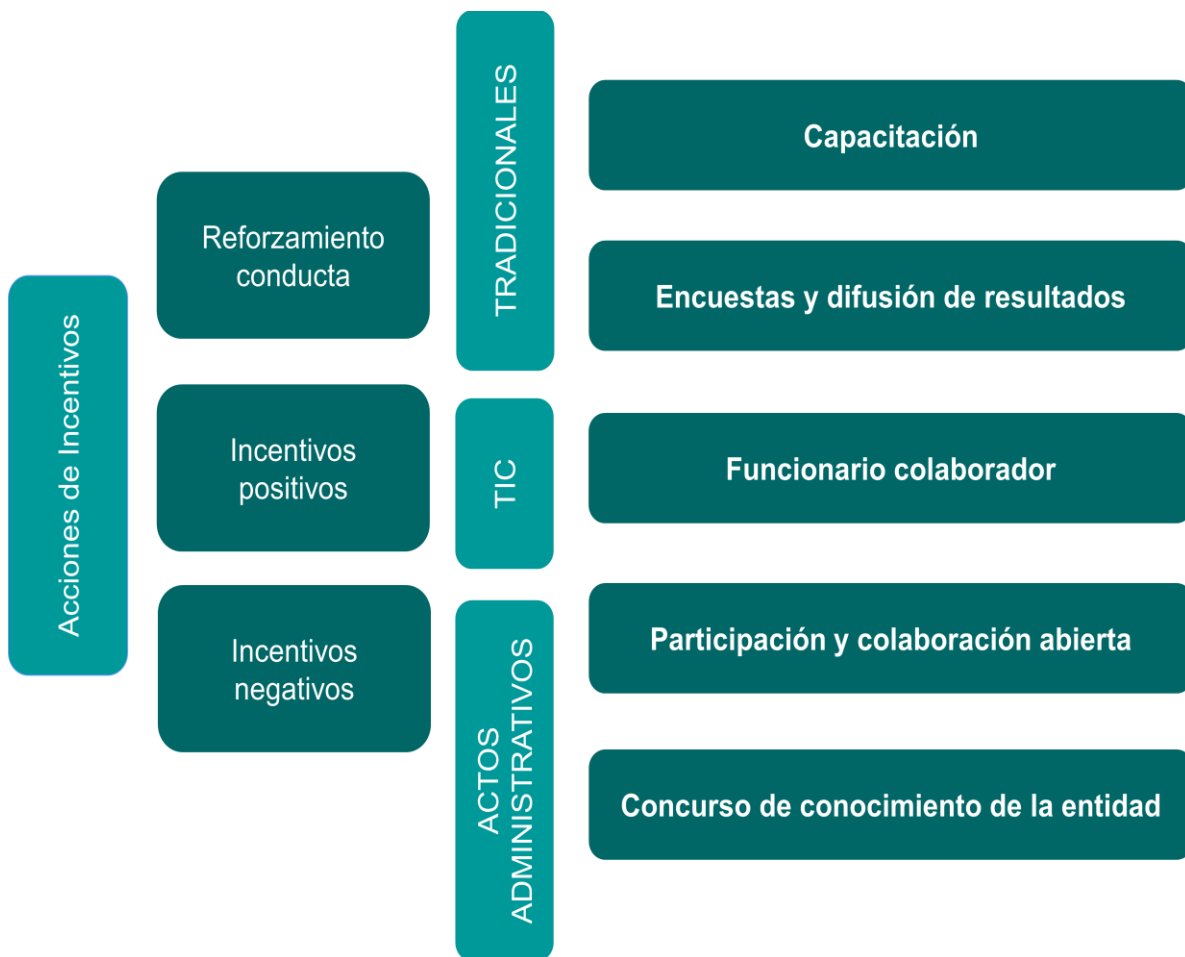 Acciones de Incentivos
Reforzamiento
conducta
Incentivos
positivos
Incentivos
negativos
TRADICIONALES
TIC
ACTOS
ADMINISTRATIVOS
Capacitación
Encuestas y difusión de resultados
Funcionario colaborador
Participación y colaboración abierta
Concurso de conocimiento de la entidad